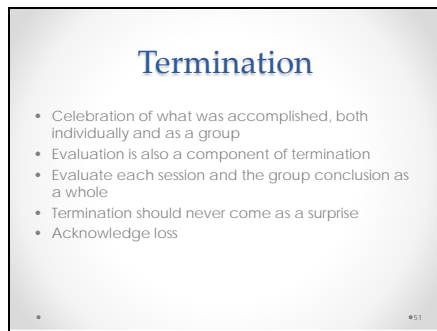 Termination
• Celebration of what was accomplished, both
individually and as a group
• Evaluation is also a component of termination
• Evaluate each session and the group conclusion as
a whole
• Termination should never come as a surprise
• Acknowledge loss
• •51